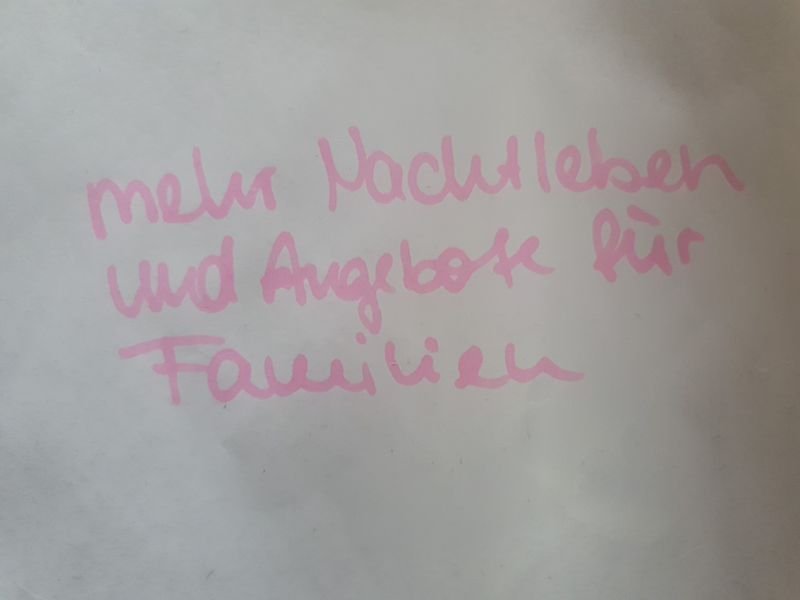 mehr Nachtleben
und Angebote für
Familien